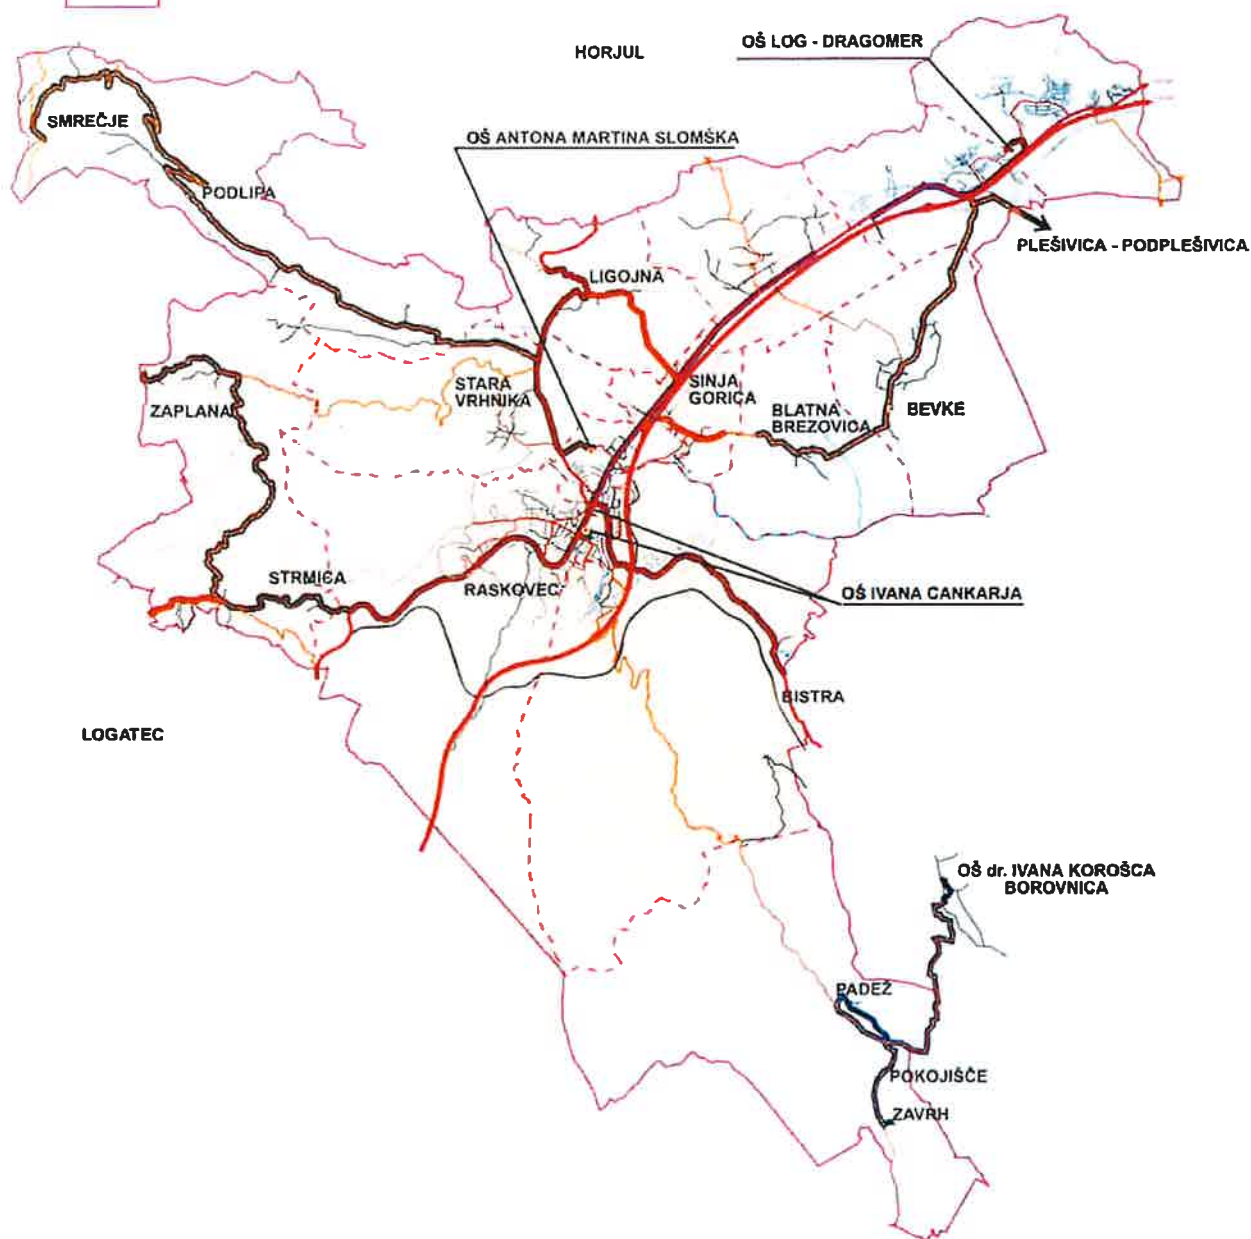 OŠ LOG - DRAGOMER
HORJUL
SMREČJE
OŠ ANTONA MARTINA SLOMŠKA
PODLIPA
PLEŠIVICA - PODPLEŠIVICA
LIGOJNA
STARA
VRHNIKA
SINJA
GORICA
ZAPLANA
BLATNA
BREZOVICA
BEVKE
STRMICA
RASKOVEC
OŠ IVANA CANKARJA
BISTRA
LOGATEC
OŠ dr. IVANA KOROŠCA
BOROVNICA
PADEŽ
POKOJIŠČE
ZAVRH